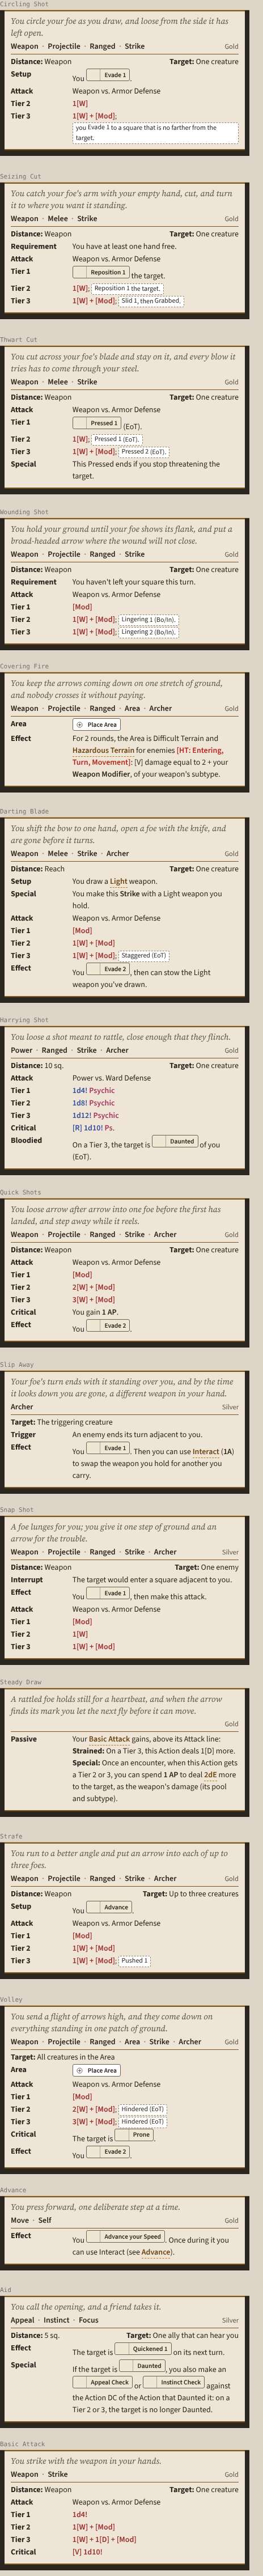 Circling Shot
You circle your foe as you draw, and loose from the side it has
left open.
Weapon · Projectile · Ranged · Strike Gold
Distance: Weapon Target: One creature
Setup You Evade 1.
Attack Weapon vs. Armor Defense
Tier 2 1[W]
Tier 3 1[W] + [Mod];
you Evade 1 to a square that is no farther from the
target.
Seizing Cut
You catch your foe's arm with your empty hand, cut, and turn
it to where you want it standing.
Weapon · Melee · Strike Gold
Distance: Weapon Target: One creature
Requirement You have at least one hand free.
Attack Weapon vs. Armor Defense
Tier 1 Reposition 1 the target.
Tier 2 1[W]; Reposition 1 the target.
Tier 3 1[W] + [Mod]; Slid 1, then Grabbed.
Thwart Cut
You cut across your foe's blade and stay on it, and every blow it
tries has to come through your steel.
Weapon · Melee · Strike Gold
Distance: Weapon Target: One creature
Attack Weapon vs. Armor Defense
Tier 1 Pressed 1 (EoT).
Tier 2 1[W]; Pressed 1 (EoT).
Tier 3 1[W] + [Mod]; Pressed 2 (EoT).
Special This Pressed ends if you stop threatening the
target.
Wounding Shot
You hold your ground until your foe shows its flank, and put a
broad-headed arrow where the wound will not close.
Weapon · Projectile · Ranged · Strike Gold
Distance: Weapon Target: One creature
Requirement You haven't left your square this turn.
Tier 1 [Mod]
Tier 2 1[W] + [Mod]; Lingering 1 (Bo/In).
Tier 3 1[W] + [Mod]; Lingering 2 (Bo/In).
Covering Fire
You keep the arrows coming down on one stretch of ground,
and nobody crosses it without paying.
Weapon · Projectile · Ranged · Area · Archer Gold
Area Place Area
Effect For 2 rounds, the Area is Difficult Terrain and
Hazardous Terrain for enemies [HT: Entering,
Turn, Movement]: [V] damage equal to 2 + your
Weapon Modifier, of your weapon's subtype.
Darting Blade
You shift the bow to one hand, open a foe with the knife, and
are gone before it turns.
Weapon · Melee · Strike · Archer Gold
Distance: Reach Target: One creature
Setup You draw a Light weapon.
Special You make this Strike with a Light weapon you
hold.
Attack Weapon vs. Armor Defense
Tier 1 [Mod]
Tier 2 1[W] + [Mod]
Tier 3 1[W] + [Mod]; Staggered (EoT)
Effect You Evade 2, then can stow the Light
weapon you've drawn.
Harrying Shot
You loose a shot meant to rattle, close enough that they flinch.
Power · Ranged · Strike · Archer Gold
Distance: 10 sq. Target: One creature
Attack Power vs. Ward Defense
Tier 1 1d4! Psychic
Tier 2 1d8! Psychic
Tier 3 1d12! Psychic
Critical [R] 1d10! Ps.
Bloodied On a Tier 3, the target is Daunted of you
(EoT).
Quick Shots
You loose arrow after arrow into one foe before the first has
landed, and step away while it reels.
Weapon · Projectile · Ranged · Strike · Archer Gold
Distance: Weapon Target: One creature
Attack Weapon vs. Armor Defense
Tier 1 [Mod]
Tier 2 2[W] + [Mod]
Tier 3 3[W] + [Mod]
Critical You gain 1 AP.
Effect You Evade 2.
Slip Away
Your foe's turn ends with it standing over you, and by the time
it looks down you are gone, a different weapon in your hand.
Archer Silver
Target: The triggering creature
Trigger An enemy ends its turn adjacent to you.
Effect You Evade 1. Then you can use Interact (1A)
to swap the weapon you hold for another you
carry.
Snap Shot
A foe lunges for you; you give it one step of ground and an
arrow for the trouble.
Weapon · Projectile · Ranged · Strike · Archer Silver
Distance: Weapon Target: One enemy
Interrupt The target would enter a square adjacent to you.
Effect You Evade 1, then make this attack.
Attack Weapon vs. Armor Defense
Tier 1 [Mod]
Tier 2 1[W]
Tier 3 1[W] + [Mod]
Steady Draw
A rattled foe holds still for a heartbeat, and when the arrow
finds its mark you let the next fly before it can move.
Gold
Passive Your Basic Attack gains, above its Attack line:
Strained: On a Tier 3, this Action deals 1[D] more.
Special: Once an encounter, when this Action gets
a Tier 2 or 3, you can spend 1 AP to deal 2dE more
to the target, as the weapon's damage (its pool
and subtype).
Strafe
You run to a better angle and put an arrow into each of up to
three foes.
Weapon · Projectile · Ranged · Strike · Archer Gold
Distance: Weapon Target: Up to three creatures
Setup You Advance.
Attack Weapon vs. Armor Defense
Tier 1 [Mod]
Tier 2 1[W] + [Mod]
Tier 3 1[W] + [Mod]; Pushed 1
Volley
You send a flight of arrows high, and they come down on
everything standing in one patch of ground.
Weapon · Projectile · Ranged · Area · Strike · Archer Gold
Target: All creatures in the Area
Area Place Area
Attack Weapon vs. Armor Defense
Tier 1 [Mod]
Tier 2 2[W] + [Mod]; Hindered (EoT)
Tier 3 3[W] + [Mod]; Hindered (EoT)
Critical The target is Prone.
Effect You Evade 2.
Advance
You press forward, one deliberate step at a time.
Move · Self Gold
Effect You Advance your Speed. Once during it you
can use Interact (see Advance).
Aid
You call the opening, and a friend takes it.
Appeal · Instinct · Focus Silver
Distance: 5 sq. Target: One ally that can hear you
Effect The target is Quickened 1 on its next turn.
Special If the target is Daunted, you also make an
Appeal Check or Instinct Check against
the Action DC of the Action that Daunted it: on a
Tier 2 or 3, the target is no longer Daunted.
Basic Attack
You strike with the weapon in your hands.
Weapon · Strike Gold
Distance: Weapon Target: One creature
Attack Weapon vs. Armor Defense
Tier 1 1d4!
Tier 2 1[W] + [Mod]
Tier 3 1[W] + 1[D] + [Mod]
Critical [V] 1d10!